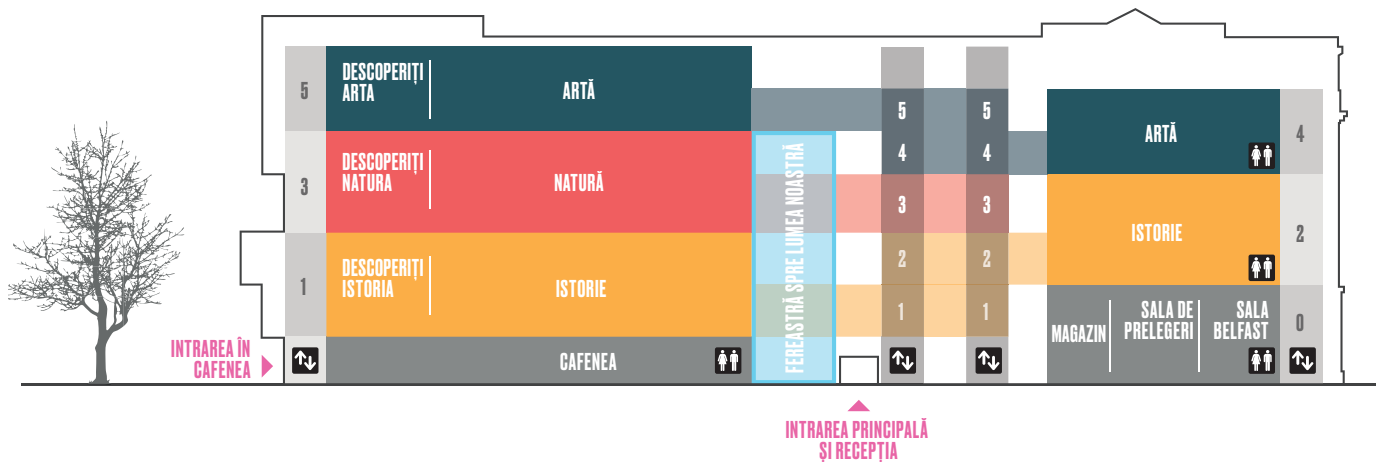 5
DESCOPERIȚI
ARTA
ARTĂ
3
DESCOPERIȚI
NATURA
NATURĂ
1
DESCOPERIȚI
ISTORIA
ISTORIE
CAFENEA
INTRAREA ÎN
CAFENEA
FEREASTRĂ SPRE LUMEA NOASTRĂ
5
4
3
2
1
5
4
3
2
1
ARTĂ
4
ISTORIE
2
MAGAZIN
SALA DE
PRELEGERI
SALA
BELFAST
0
INTRAREA PRINCIPALĂ
ȘI RECEPȚIA